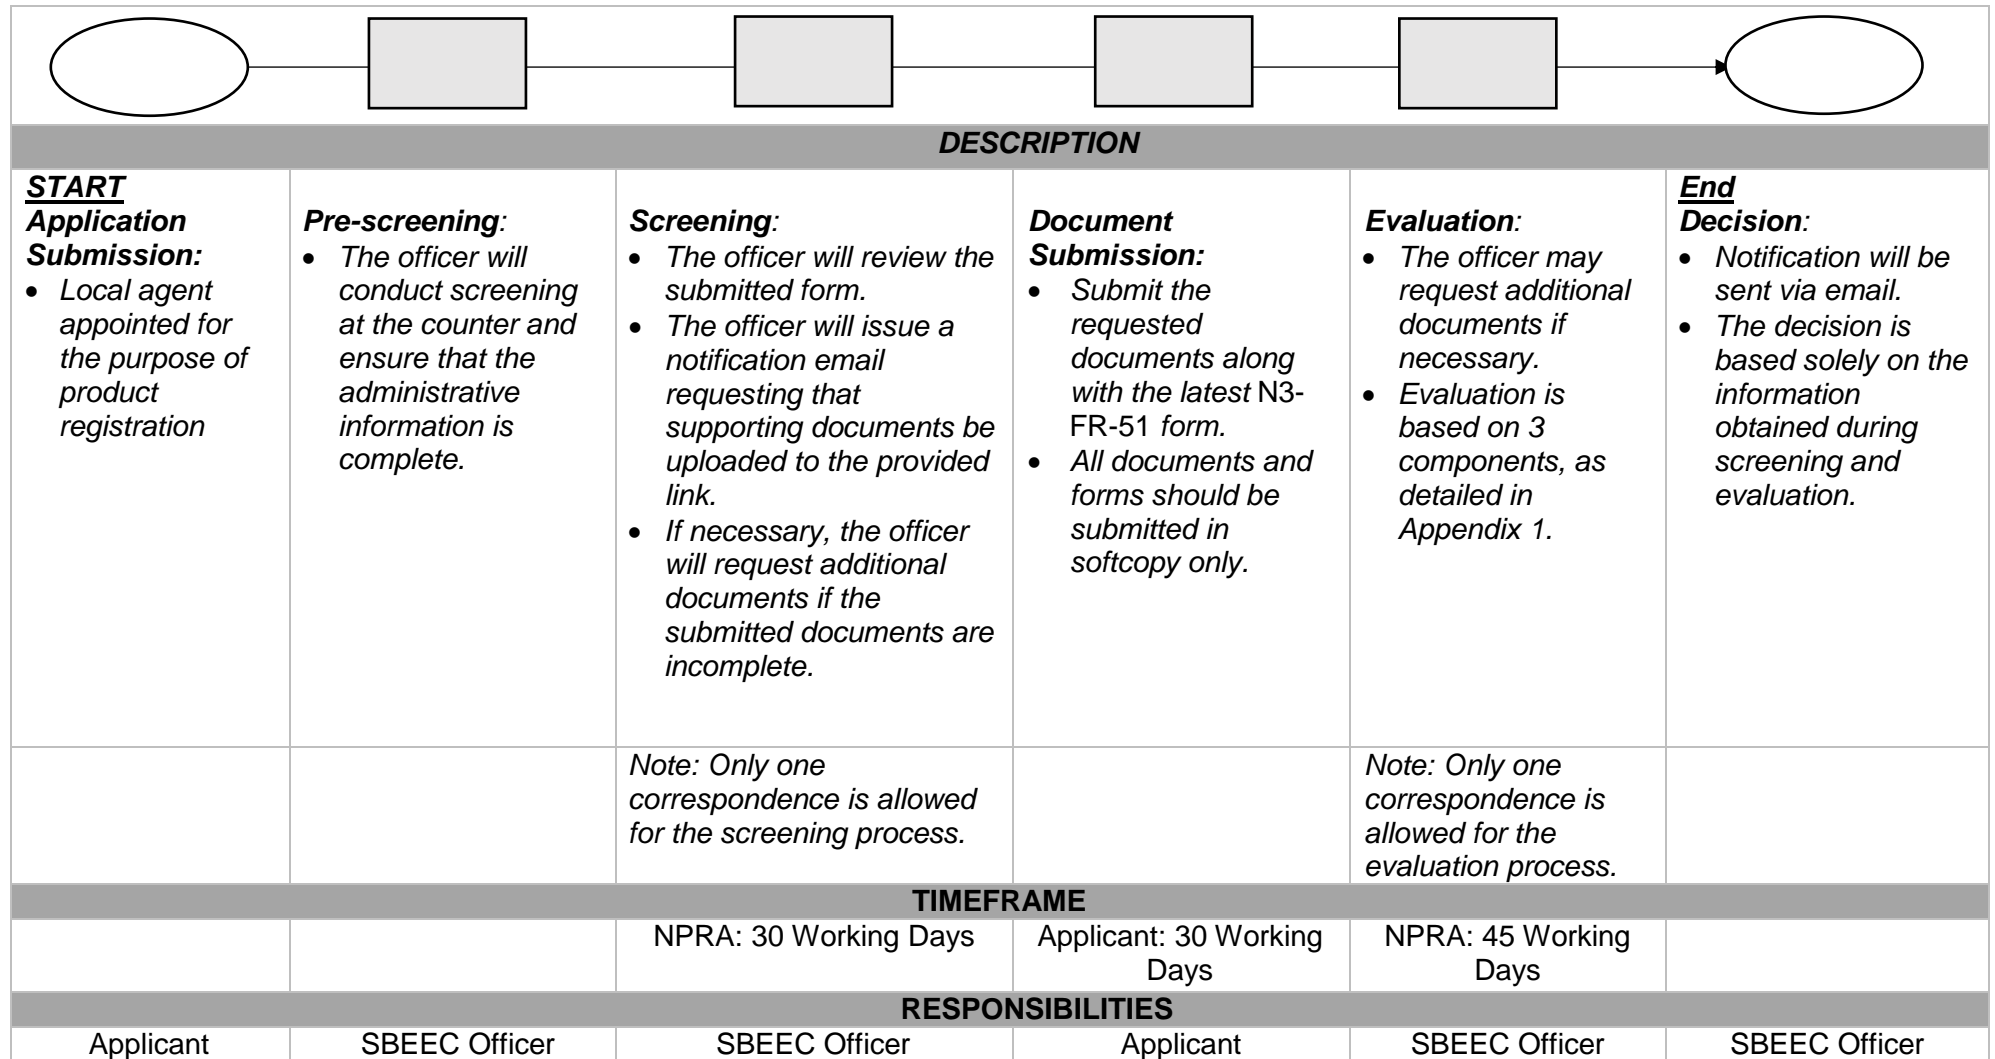 DESCRIPTION
START
Application
Submission:
• Local agent
appointed for
the purpose of
product
registration
Pre-screening:
• The officer will
conduct screening
at the counter and
ensure that the
administrative
information is
complete.
Screening:
• The officer will review the
submitted form.
• The officer will issue a
notification email
requesting that
supporting documents be
uploaded to the provided
link.
• If necessary, the officer
will request additional
documents if the
submitted documents are
incomplete.
Document
Submission:
• Submit the
requested
documents along
with the latest N3-
FR-51 form.
• All documents and
forms should be
submitted in
softcopy only.
Evaluation:
• The officer may
request additional
documents if
necessary.
• Evaluation is
based on 3
components, as
detailed in
Appendix 1.
End
Decision:
• Notification will be
sent via email.
• The decision is
based solely on the
information
obtained during
screening and
evaluation.
Note: Only one
correspondence is allowed
for the screening process.
Note: Only one
correspondence is
allowed for the
evaluation process.
TIMEFRAME
NPRA: 30 Working Days
Applicant: 30 Working
Days
NPRA: 45 Working
Days
RESPONSIBILITIES
Applicant
SBEEC Officer
SBEEC Officer
Applicant
SBEEC Officer
SBEEC Officer